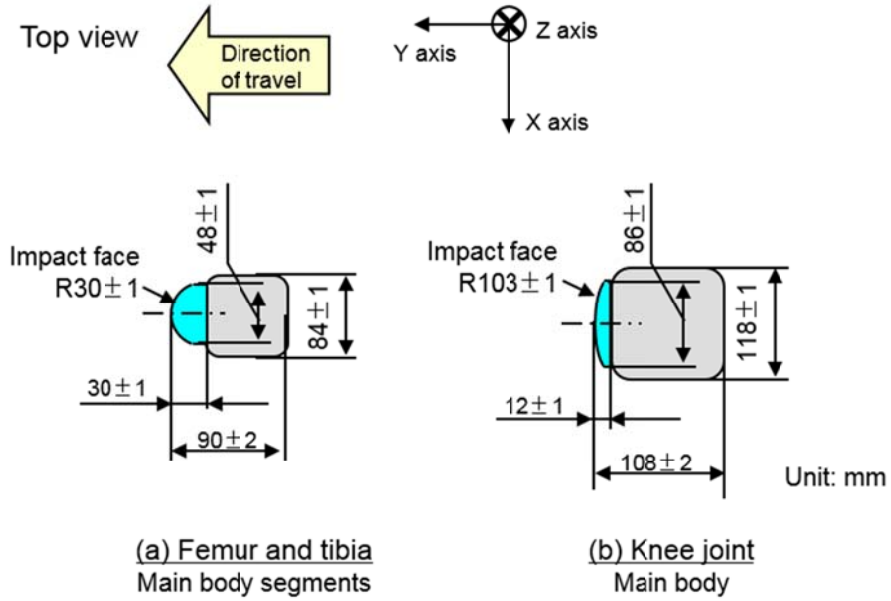 Top view
Direction
of travel
Y axis
Z axis
X axis
Impact face
R30±1
48±1
84±1
30±1
90±2
Impact face
R103±1
86±1
118±1
12±1
108±2
Unit: mm
(a) Femur and tibia
Main body segments
(b) Knee joint
Main body